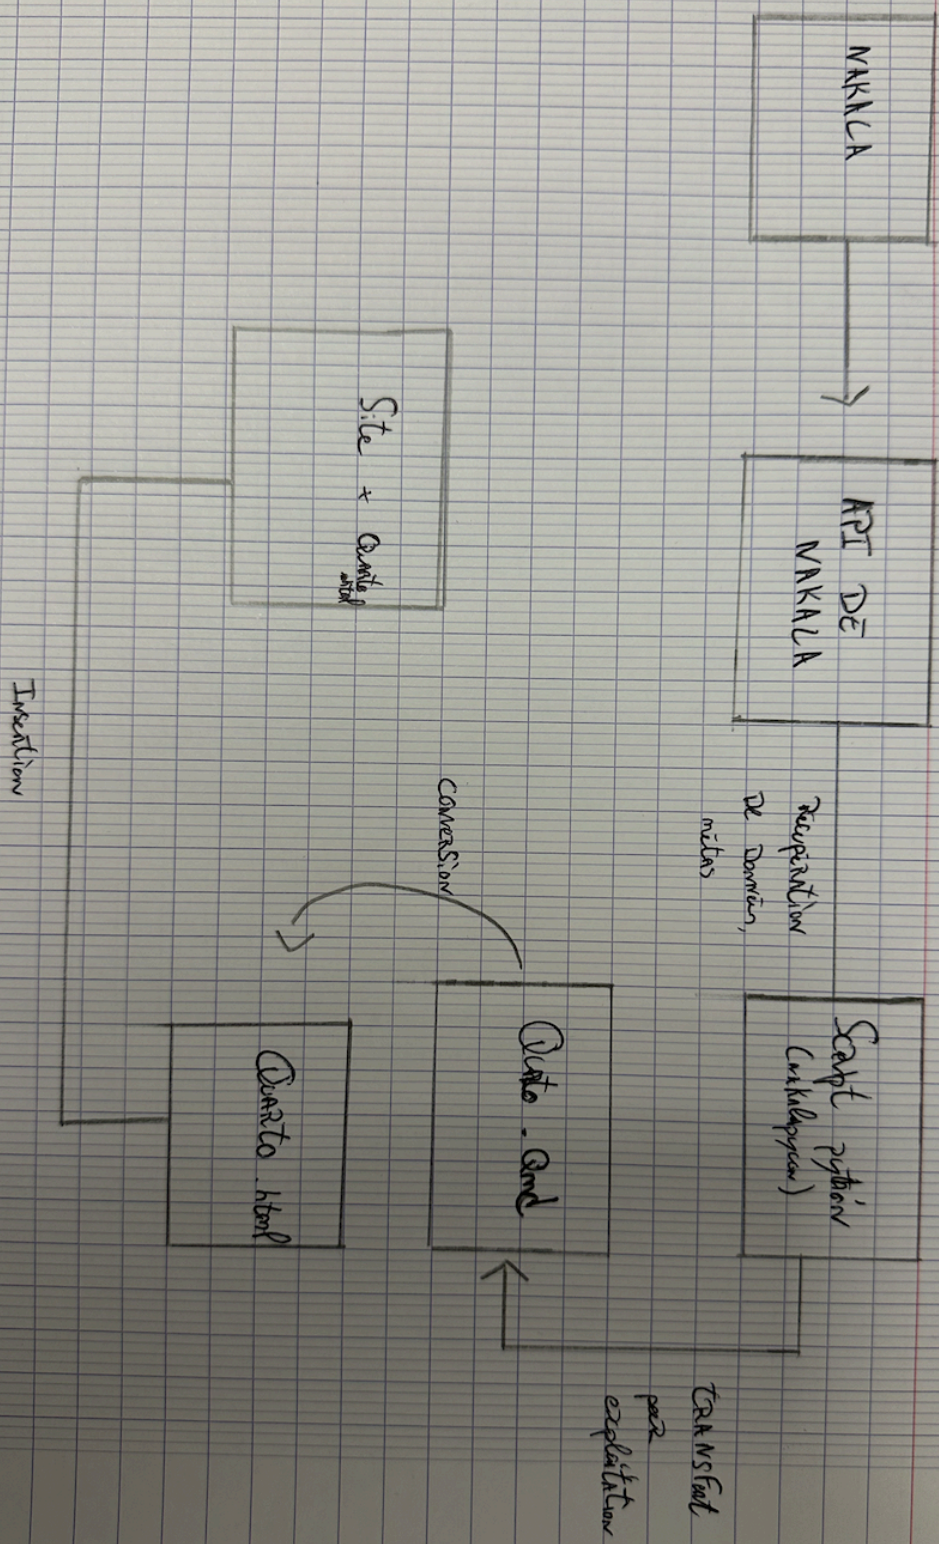 NAKALA
API DE
NAKALA
Récupération
De Données,
métas
Script python
(nakalapycon)
TRANSFert
pour
exploitation
Quarto.Qmd
Conversion
Quarto.html
Site + Quarto
html
Insertion